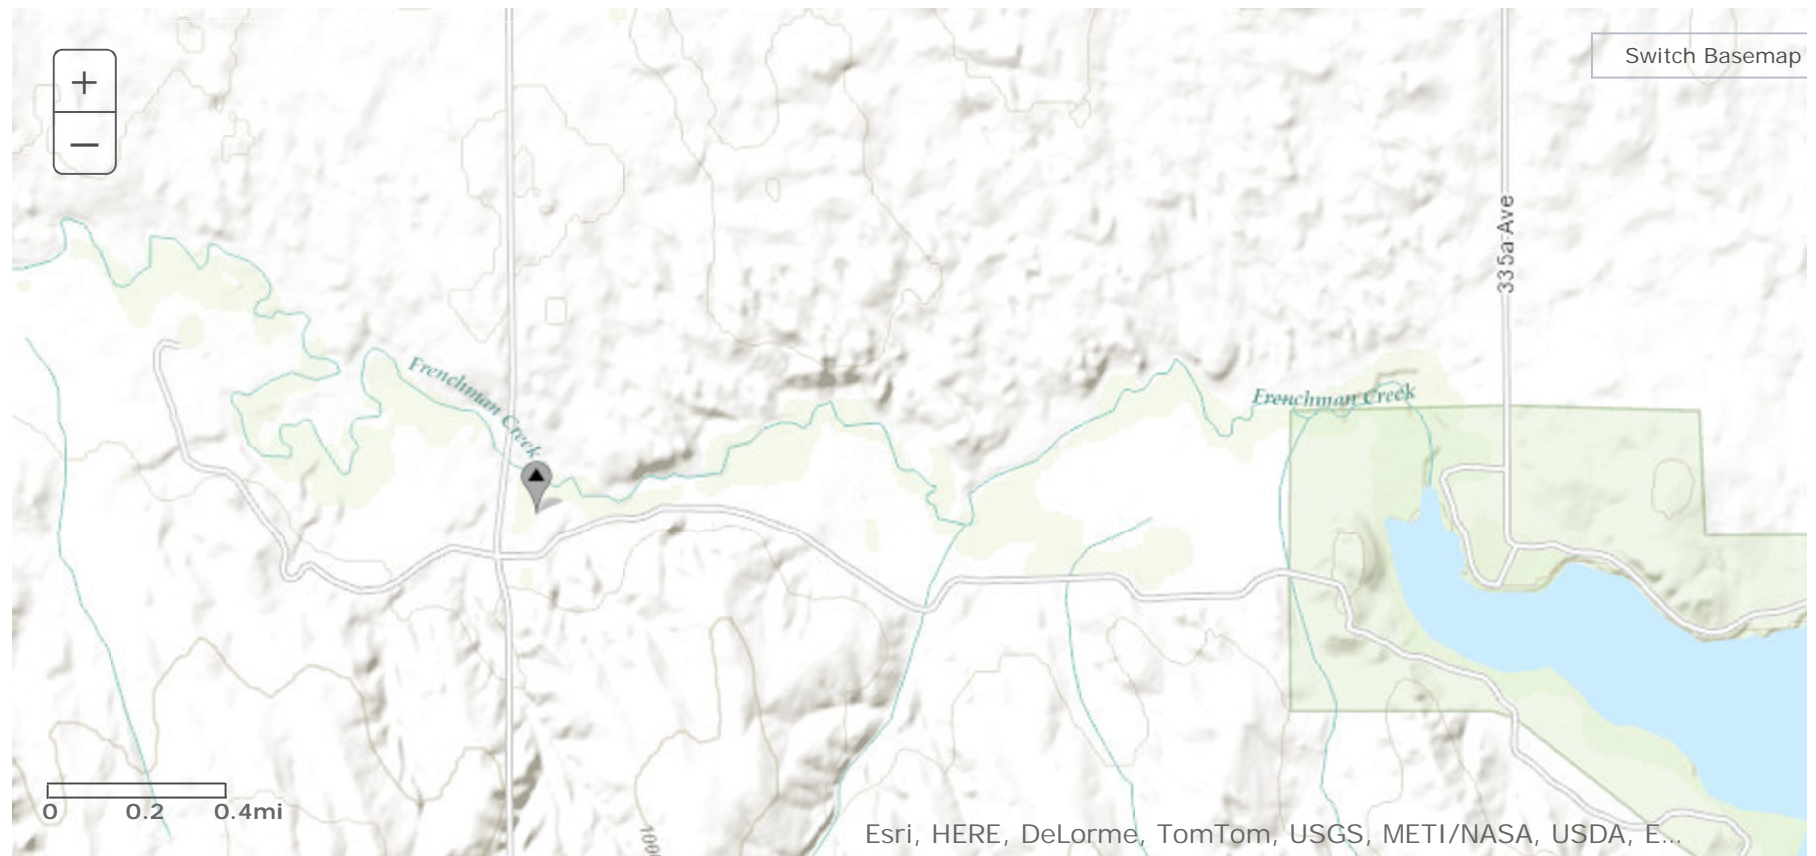 +
Switch Basemap
−
335a Ave
Frenchman Creek
Frenchman Creek
0 0.2 0.4mi
Esri, HERE, DeLorme, TomTom, USGS, METI/NASA, USDA, E...